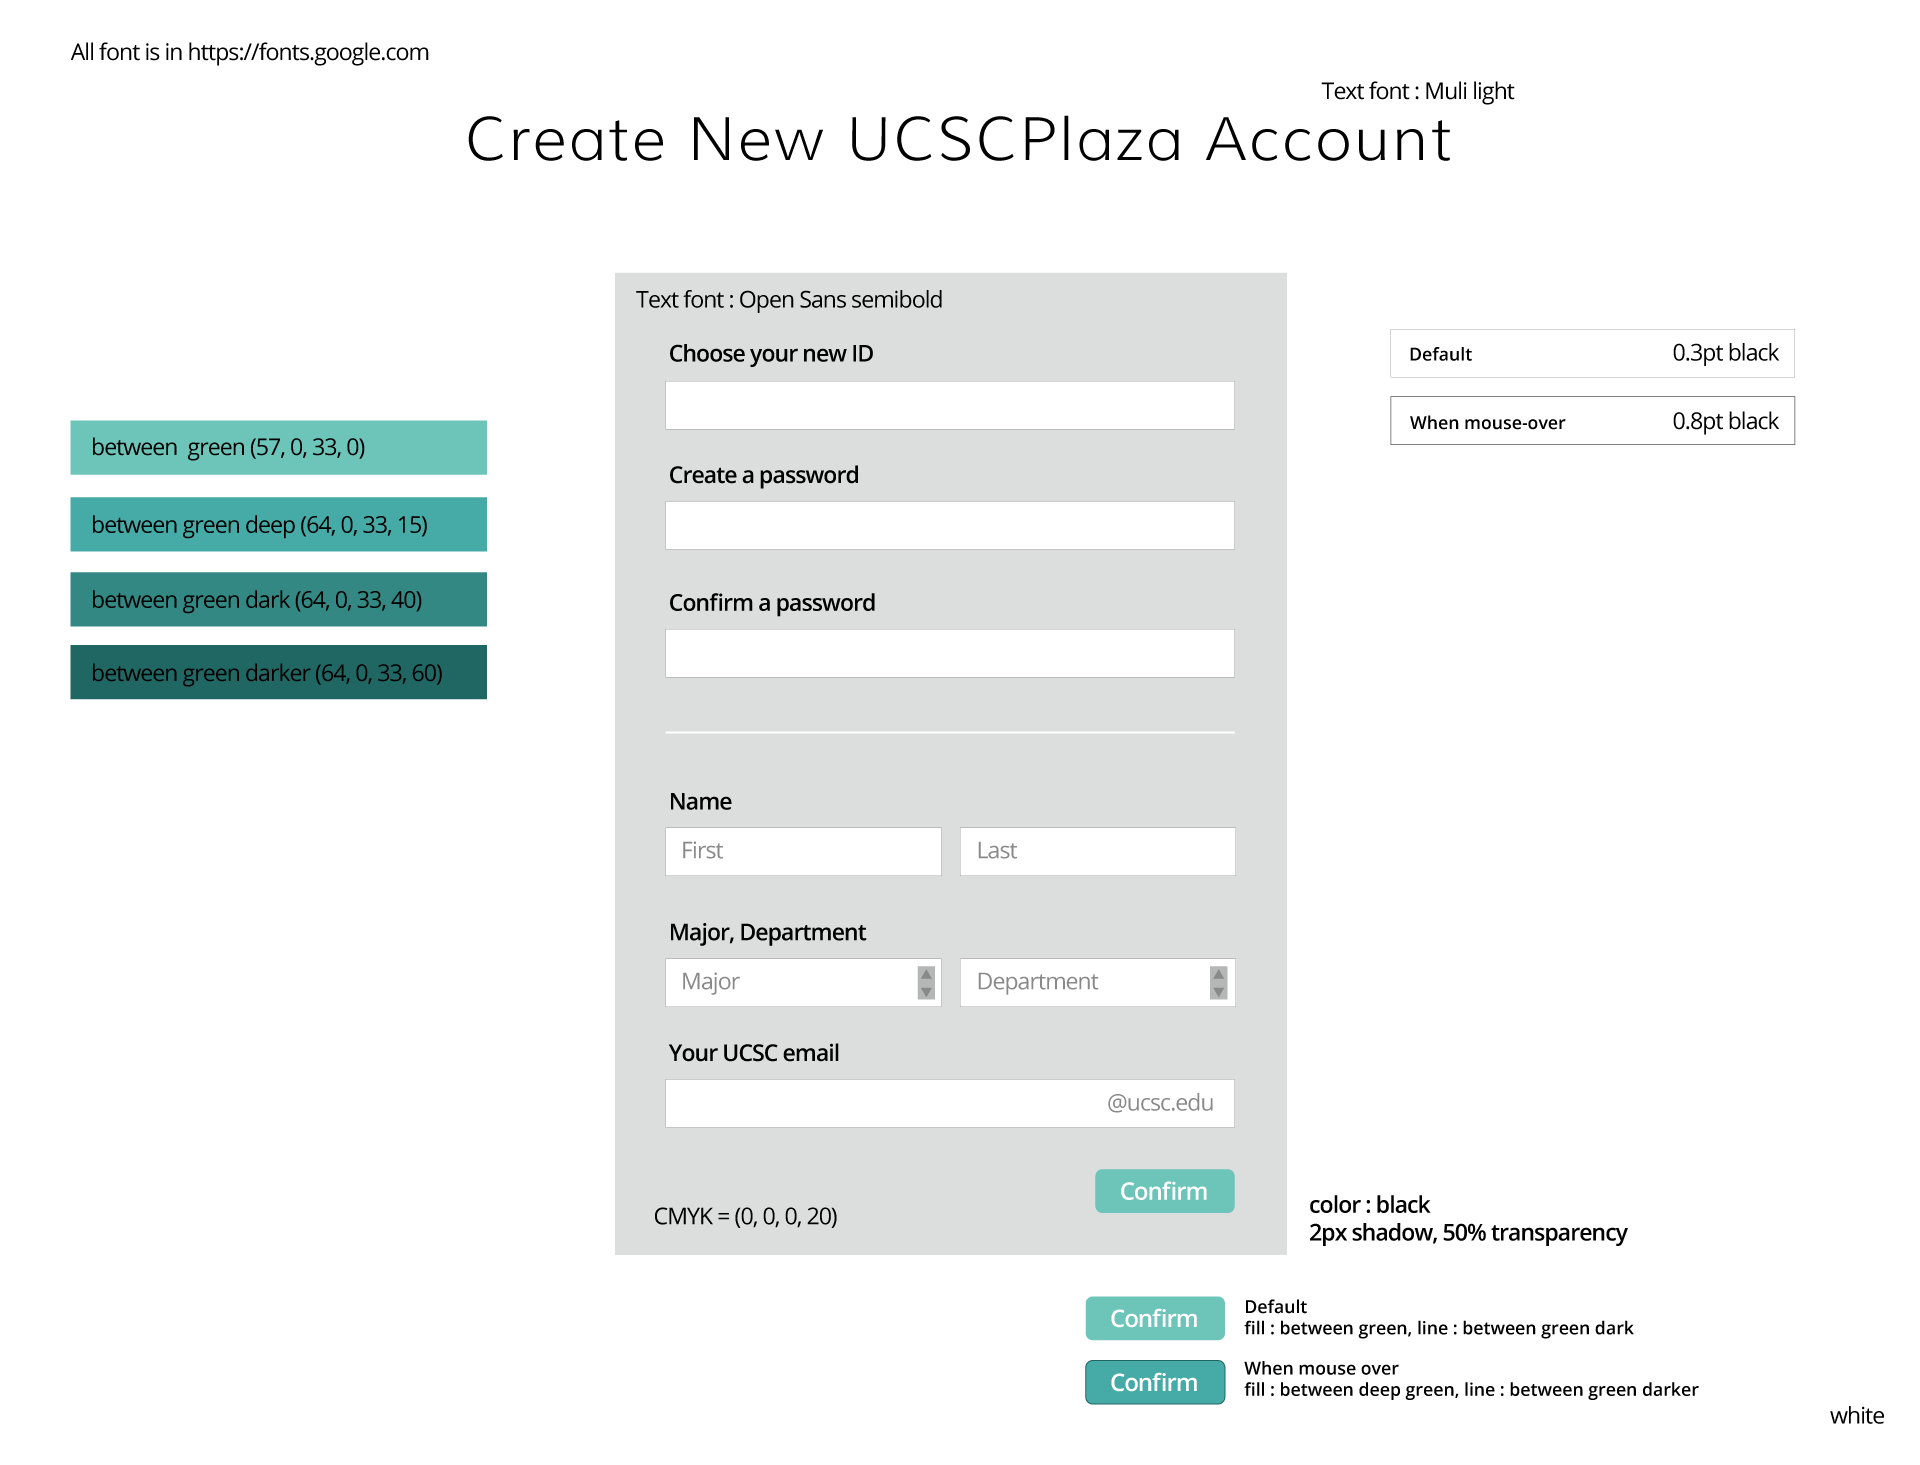 All font is in https://fonts.google.com
Text font : Muli light
Create New UCSCPlaza Account
Text font : Open Sans semibold
Choose your new ID
Create a password
Confirm a password
Name
First
Last
Major, Department
Major
Department
Your UCSC email
@ucsc.edu
Confirm
CMYK = (0, 0, 0, 20)
Default 0.3pt black
When mouse-over 0.8pt black
between  green (57, 0, 33, 0)
between green deep (64, 0, 33, 15)
between green dark (64, 0, 33, 40)
between green darker (64, 0, 33, 60)
color : black
2px shadow, 50% transparency
Confirm
Default
fill : between green, line : between green dark
Confirm
When mouse over
fill : between deep green, line : between green darker
white